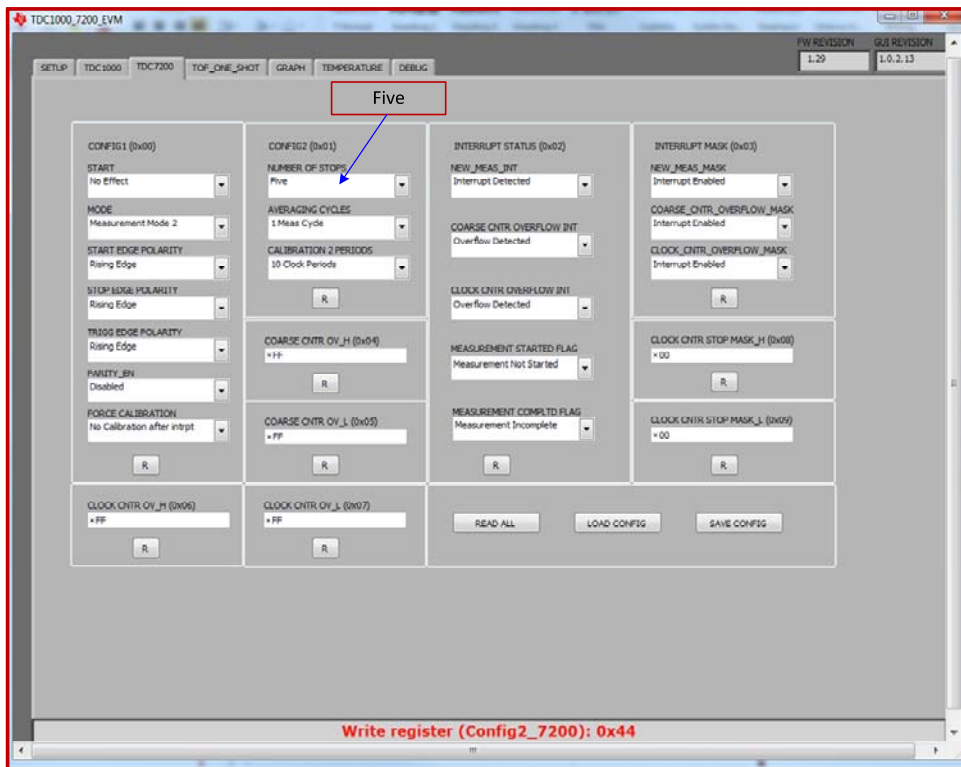 TDC1000_7200_EVM
FW REVISION GUI REVISION
1.29 1.0.2.13
SETUP TDC1000 TDC7200 TOF_ONE_SHOT GRAPH TEMPERATURE DEBUG
Five
CONFIG1 (0x00)
START
No Effect
MODE
Measurement Mode 2
START EDGE POLARITY
Rising Edge
STOP EDGE POLARITY
Rising Edge
TRIGG EDGE POLARITY
Rising Edge
PARITY_EN
Disabled
FORCE CALIBRATION
No Calibration after intrpt
R
CONFIG2 (0x01)
NUMBER OF STOPS
Five
AVERAGING CYCLES
1 Meas Cycle
CALIBRATION 2 PERIODS
10 Clock Periods
R
COARSE CNTR OV_H (0x04)
xFF
R
COARSE CNTR OV_L (0x05)
xFF
R
INTERRUPT STATUS (0x02)
NEW_MEAS_INT
Interrupt Detected
COARSE CNTR OVERFLOW INT
Overflow Detected
CLOCK CNTR OVERFLOW INT
Overflow Detected
MEASUREMENT STARTED FLAG
Measurement Not Started
MEASUREMENT COMPLTD FLAG
Measurement Incomplete
R
INTERRUPT MASK (0x03)
NEW_MEAS_MASK
Interrupt Enabled
COARSE_CNTR_OVERFLOW_MASK
Interrupt Enabled
CLOCK_CNTR_OVERFLOW_MASK
Interrupt Enabled
R
CLOCK CNTR STOP MASK_H (0x08)
x00
R
CLOCK CNTR STOP MASK_L (0x09)
x00
R
CLOCK CNTR OV_H (0x06)
xFF
R
CLOCK CNTR OV_L (0x07)
xFF
R
READ ALL LOAD CONFIG SAVE CONFIG
Write register (Config2_7200): 0x44